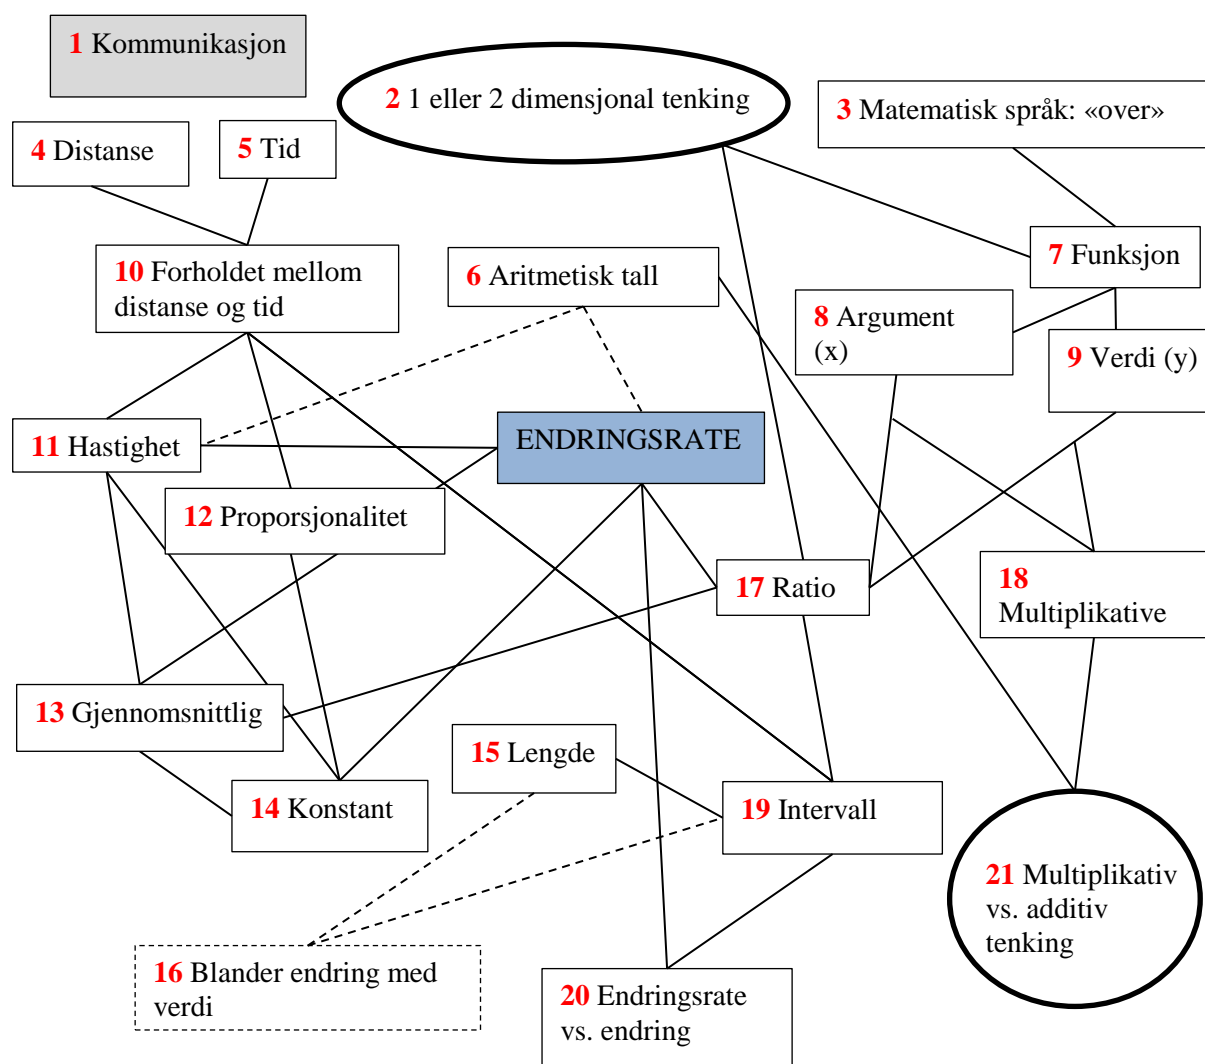 1 Kommunikasjon
2 1 eller 2 dimensjonal tenking
3 Matematisk språk: «over»
4 Distanse
5 Tid
10 Forholdet mellom
distanse og tid
6 Aritmetisk tall
7 Funksjon
8 Argument
(x)
9 Verdi (y)
11 Hastighet
ENDRINGSRATE
12 Proporsjonalitet
17 Ratio
18
Multiplikative
13 Gjennomsnittlig
14 Konstant
15 Lengde
19 Intervall
21 Multiplikativ
vs. additiv
tenking
16 Blander endring med
verdi
20 Endringsrate
vs. endring